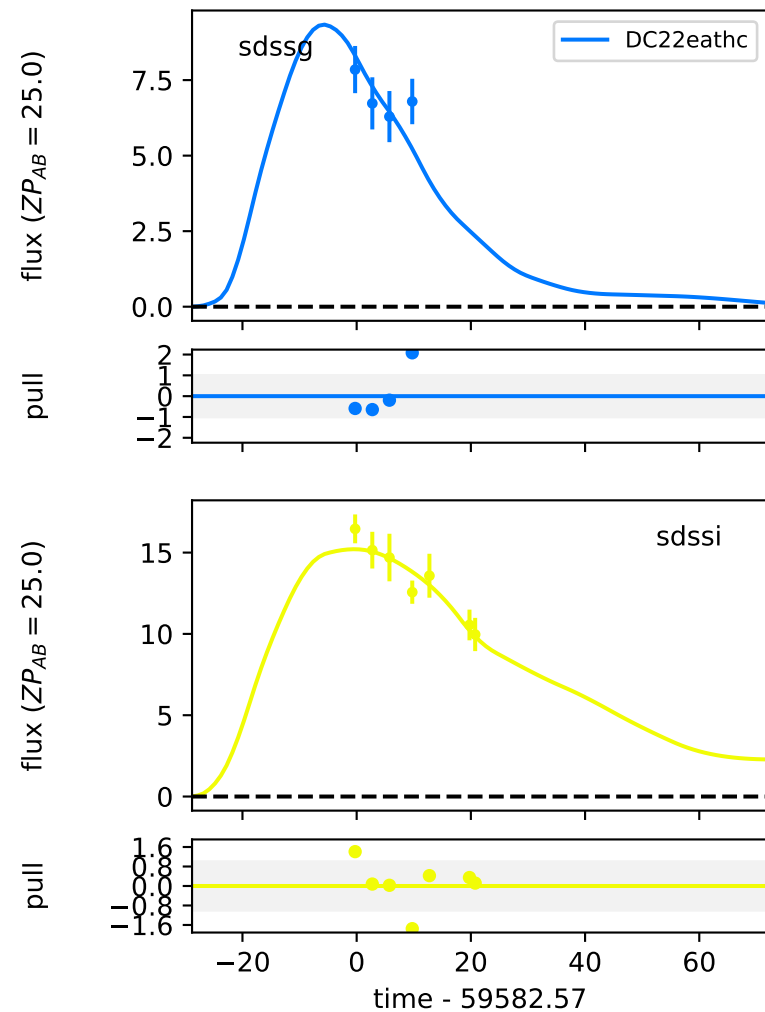 sdssg
DC22eathc
flux (ZP_AB = 25.0)
7.5
5.0
2.5
0.0
pull
2
1
0
−1
−2
sdssi
flux (ZP_AB = 25.0)
15
10
5
0
pull
1.6
0.8
0.0
−0.8
−1.6
−20 0 20 40 60
time - 59582.57